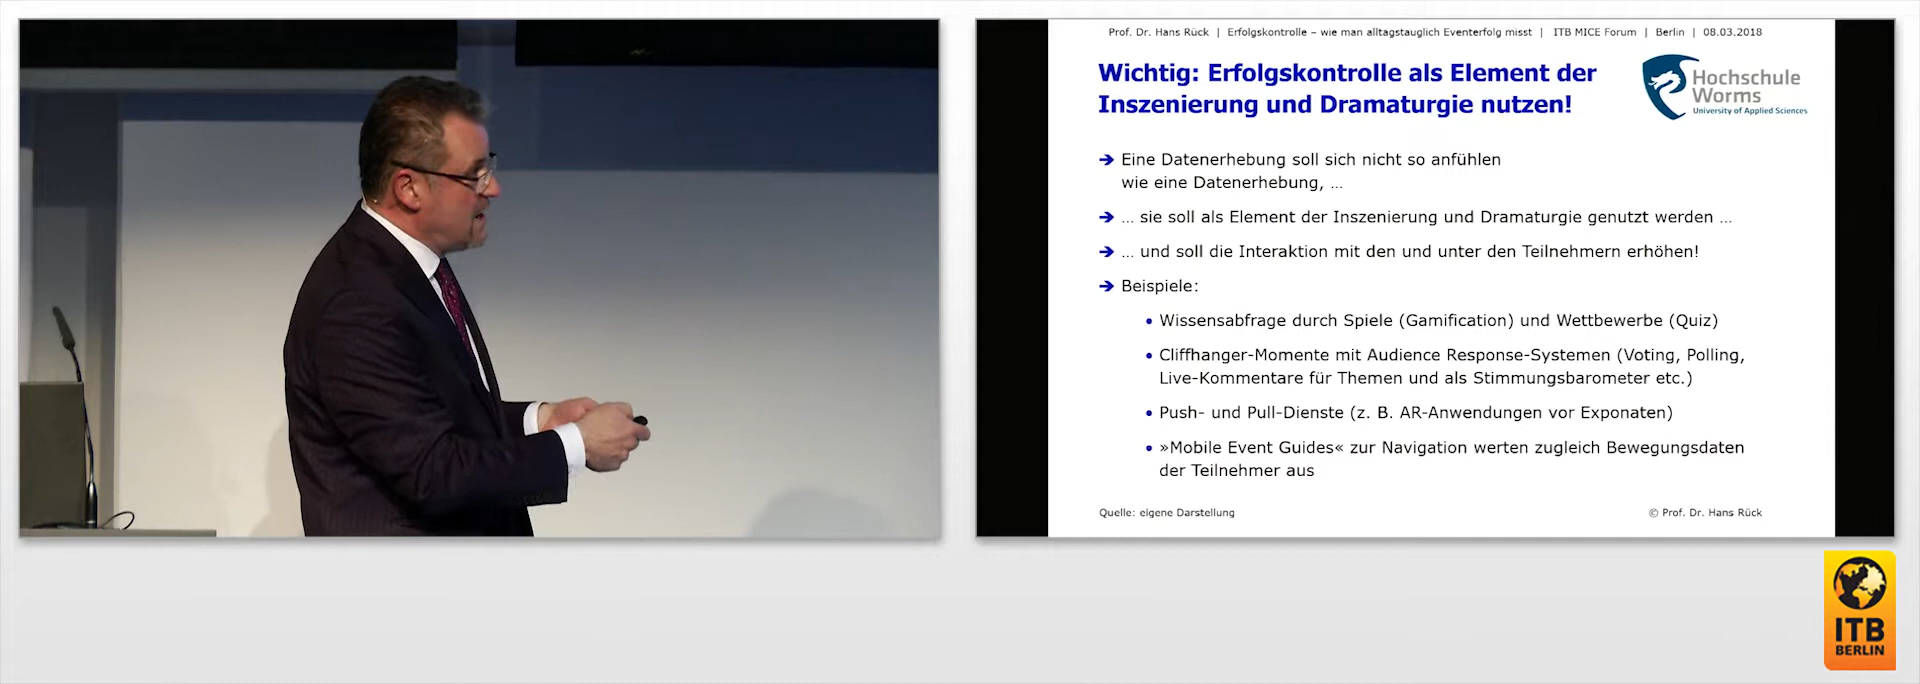 Prof. Dr. Hans Rück | Erfolgskontrolle – wie man alltagstauglich Eventerfolg misst | ITB MICE Forum | Berlin | 08.03.2018
Wichtig: Erfolgskontrolle als Element der
Inszenierung und Dramaturgie nutzen!
Hochschule
Worms
University of Applied Sciences
➔ Eine Datenerhebung soll sich nicht so anfühlen
wie eine Datenerhebung, …
➔ … sie soll als Element der Inszenierung und Dramaturgie genutzt werden …
➔ … und soll die Interaktion mit den und unter den Teilnehmern erhöhen!
➔ Beispiele:
• Wissensabfrage durch Spiele (Gamification) und Wettbewerbe (Quiz)
• Cliffhanger-Momente mit Audience Response-Systemen (Voting, Polling,
Live-Kommentare für Themen und als Stimmungsbarometer etc.)
• Push- und Pull-Dienste (z. B. AR-Anwendungen vor Exponaten)
• »Mobile Event Guides« zur Navigation werten zugleich Bewegungsdaten
der Teilnehmer aus
Quelle: eigene Darstellung
© Prof. Dr. Hans Rück
ITB
BERLIN